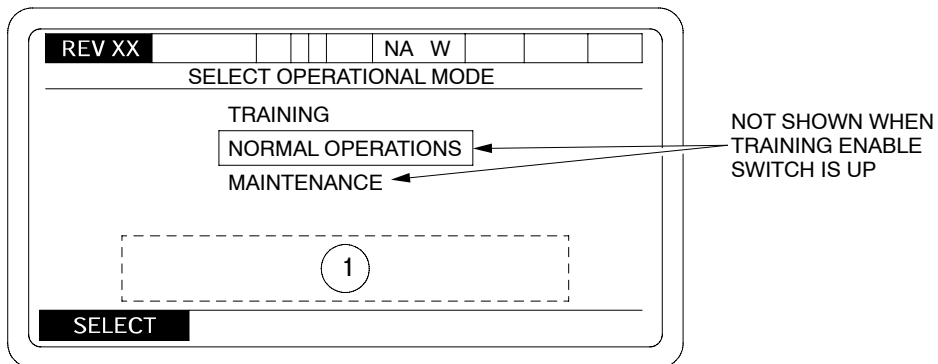 REV XX NA W
SELECT OPERATIONAL MODE
TRAINING
NORMAL OPERATIONS
MAINTENANCE
NOT SHOWN WHEN
TRAINING ENABLE
SWITCH IS UP
1
SELECT